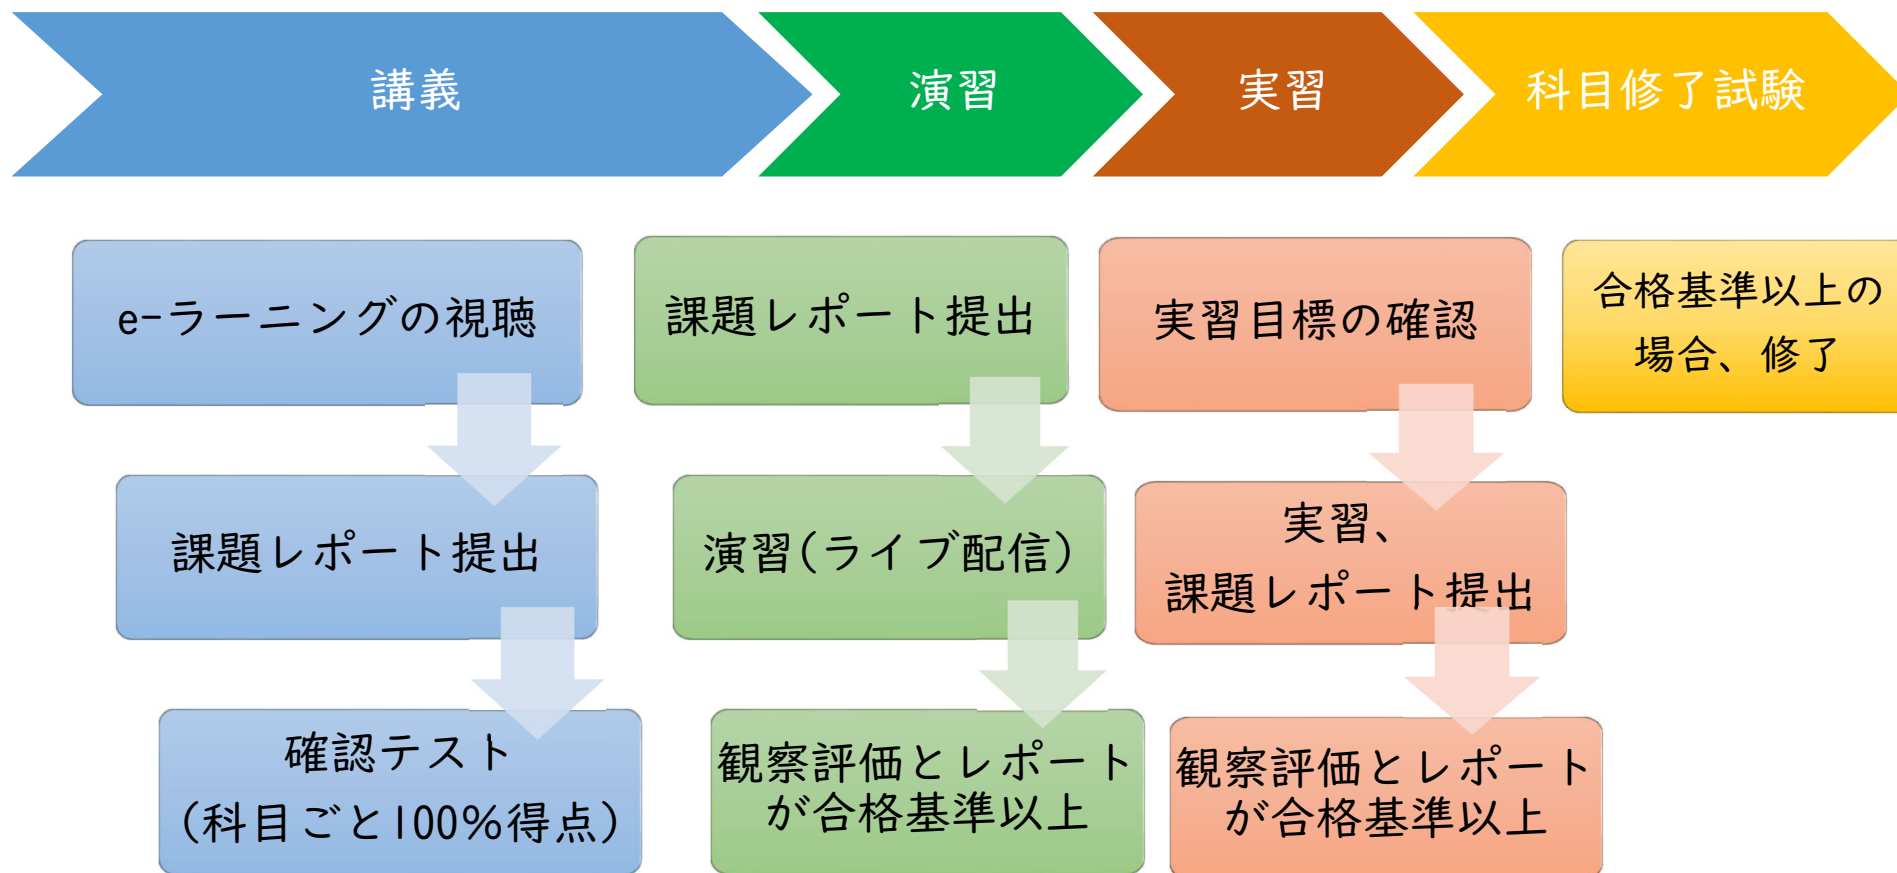 講義
演習
実習
科目修了試験
e-ラーニングの視聴
課題レポート提出
確認テスト
(科目ごと100%得点)
課題レポート提出
演習(ライブ配信)
観察評価とレポート
が合格基準以上
実習目標の確認
実習、
課題レポート提出
観察評価とレポート
が合格基準以上
合格基準以上の
場合、修了